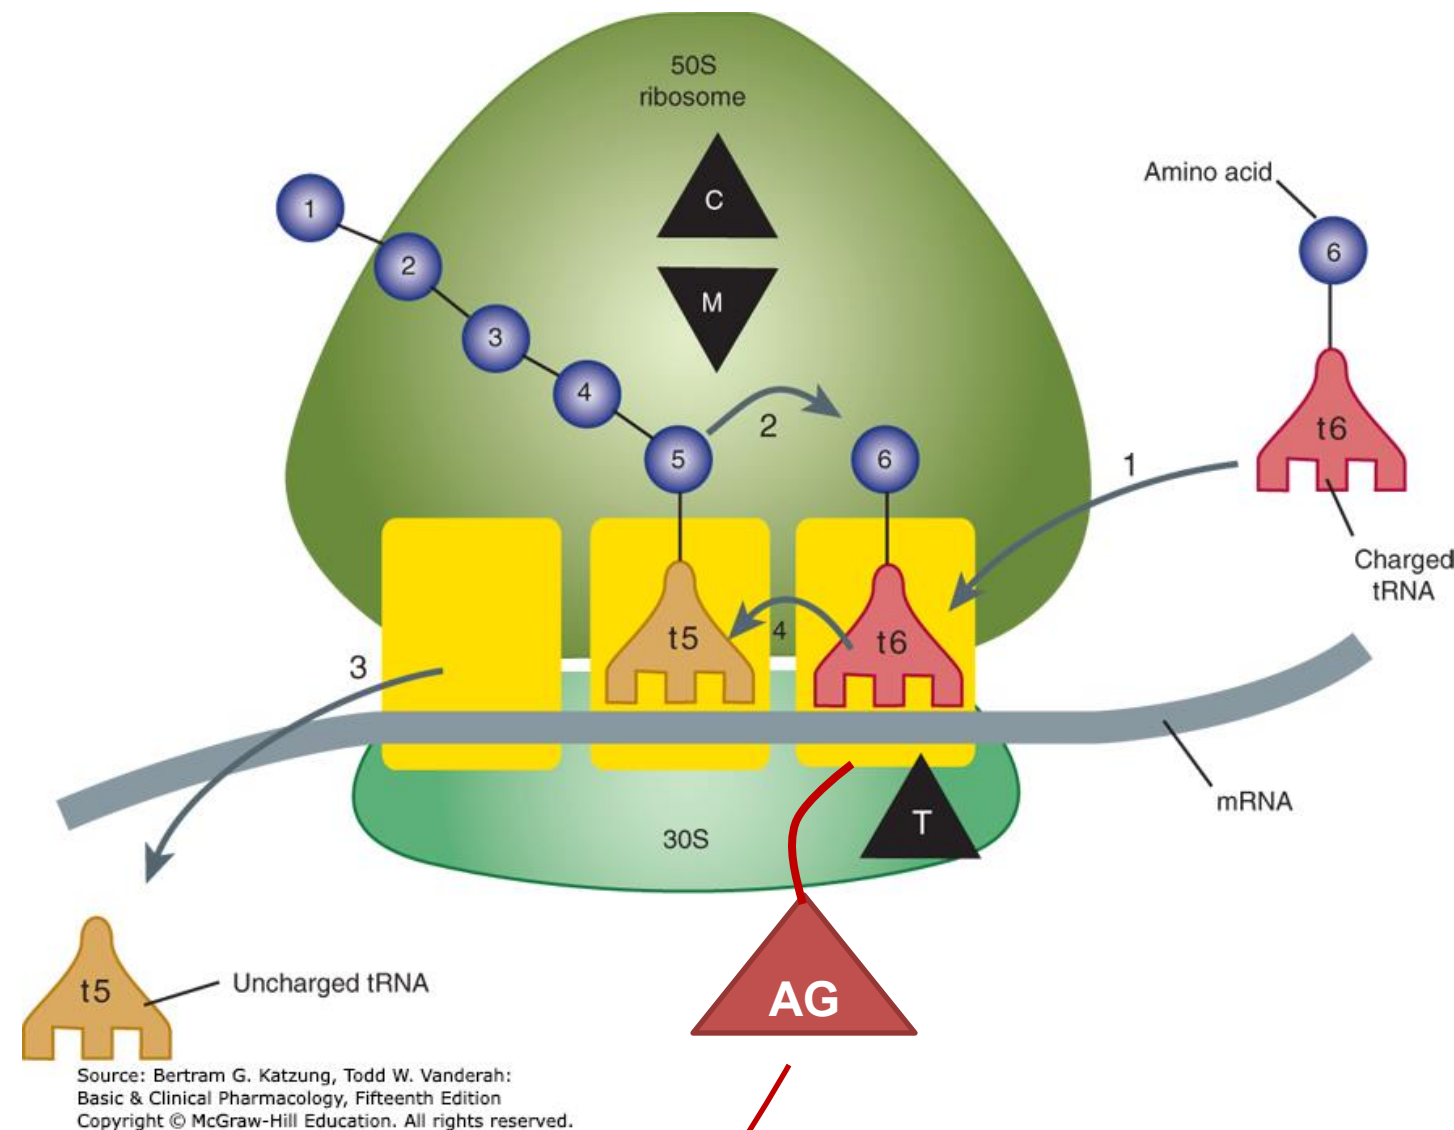 50S
ribosome
C
M
Amino acid
1
2
3
4
5
6
6
2
1
t6
Charged
tRNA
t5
4
t6
3
mRNA
T
30S
t5
Uncharged tRNA
AG
Source: Bertram G. Katzung, Todd W. Vanderah:
Basic & Clinical Pharmacology, Fifteenth Edition
Copyright © McGraw-Hill Education. All rights reserved.